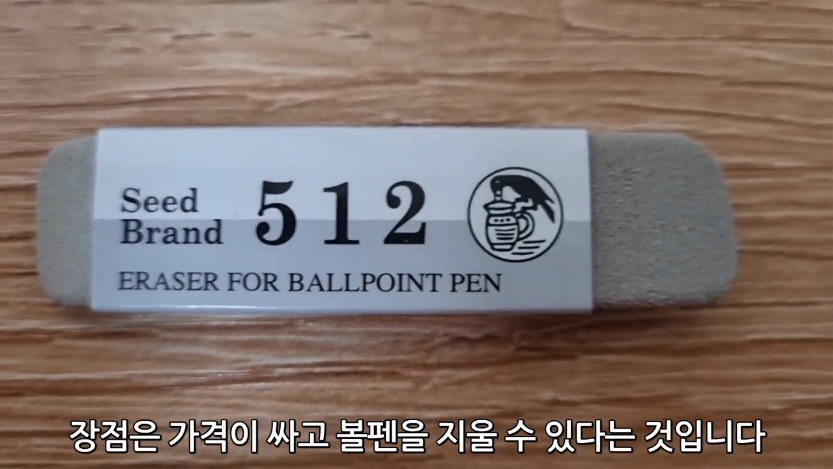 Seed
Brand
512
ERASER FOR BALLPOINT PEN
장점은 가격이 싸고 볼펜을 지울 수 있다는 것입니다